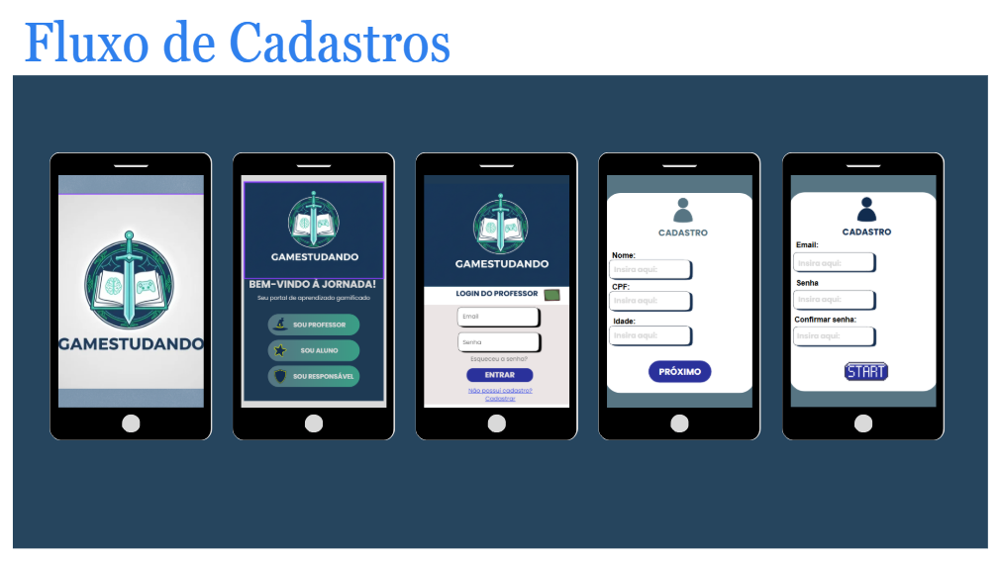 Fluxo de Cadastros
GAMESTUDANDO
GAMESTUDANDO
BEM-VINDO À JORNADA!
Seu portal de aprendizado gamificado
SOU PROFESSOR
SOU ALUNO
SOU RESPONSÁVEL
GAMESTUDANDO
LOGIN DO PROFESSOR
Email
Senha
Esqueceu a senha?
ENTRAR
Não possui cadastro?
Cadastrar
CADASTRO
Nome:
Insira aqui:
CPF:
Insira aqui:
Idade:
Insira aqui:
PRÓXIMO
CADASTRO
Email:
Insira aqui:
Senha
Insira aqui:
Confirmar senha:
Insira aqui:
START